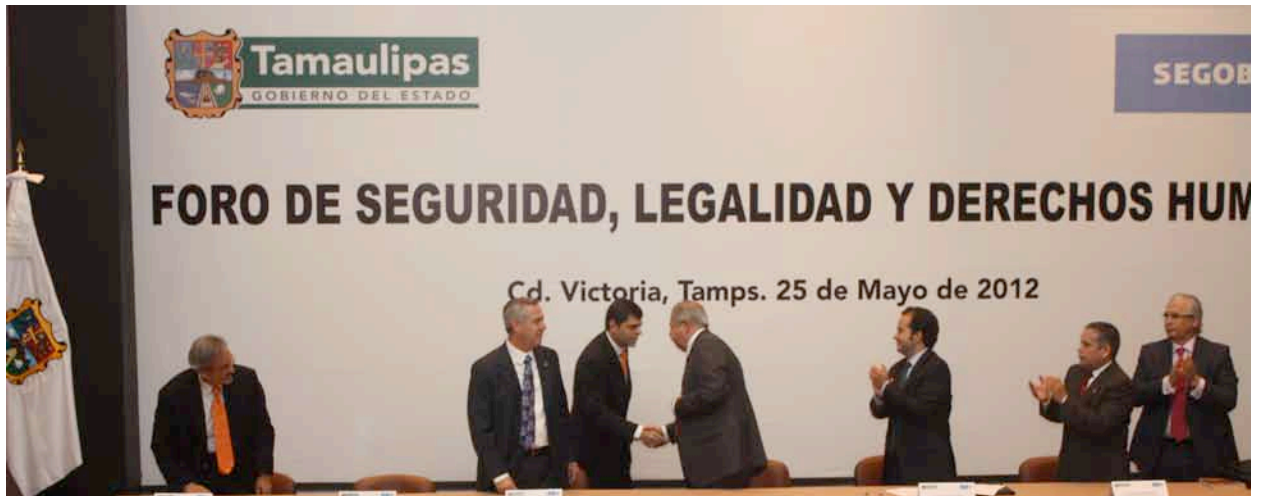 Tamaulipas
GOBIERNO DEL ESTADO
SEGOB
FORO DE SEGURIDAD, LEGALIDAD Y DERECHOS HUM
Cd. Victoria, Tamps. 25 de Mayo de 2012